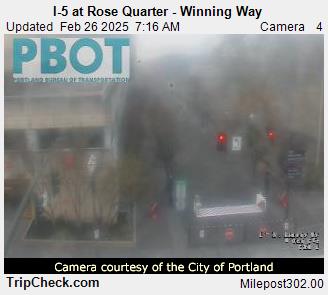 I-5 at Rose Quarter - Winning Way
Updated Feb 26 2025 7:16 AM Camera 4
PBOT
PORTLAND BUREAU OF TRANSPORTATION
Camera courtesy of the City of Portland
TripCheck.com Milepost302.00